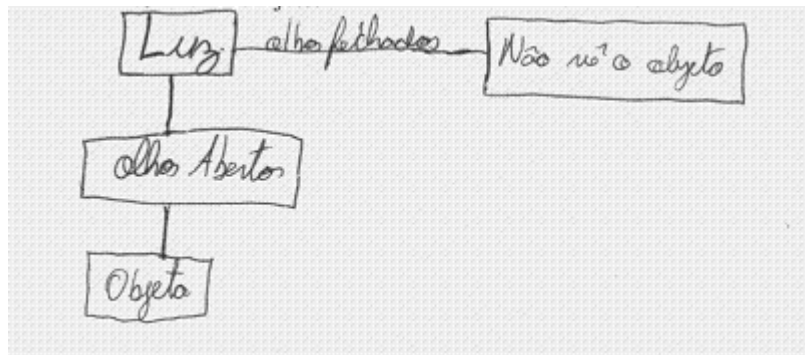 Luz
olhos fechados
Não vê o objeto
olhos Abertos
Objeto